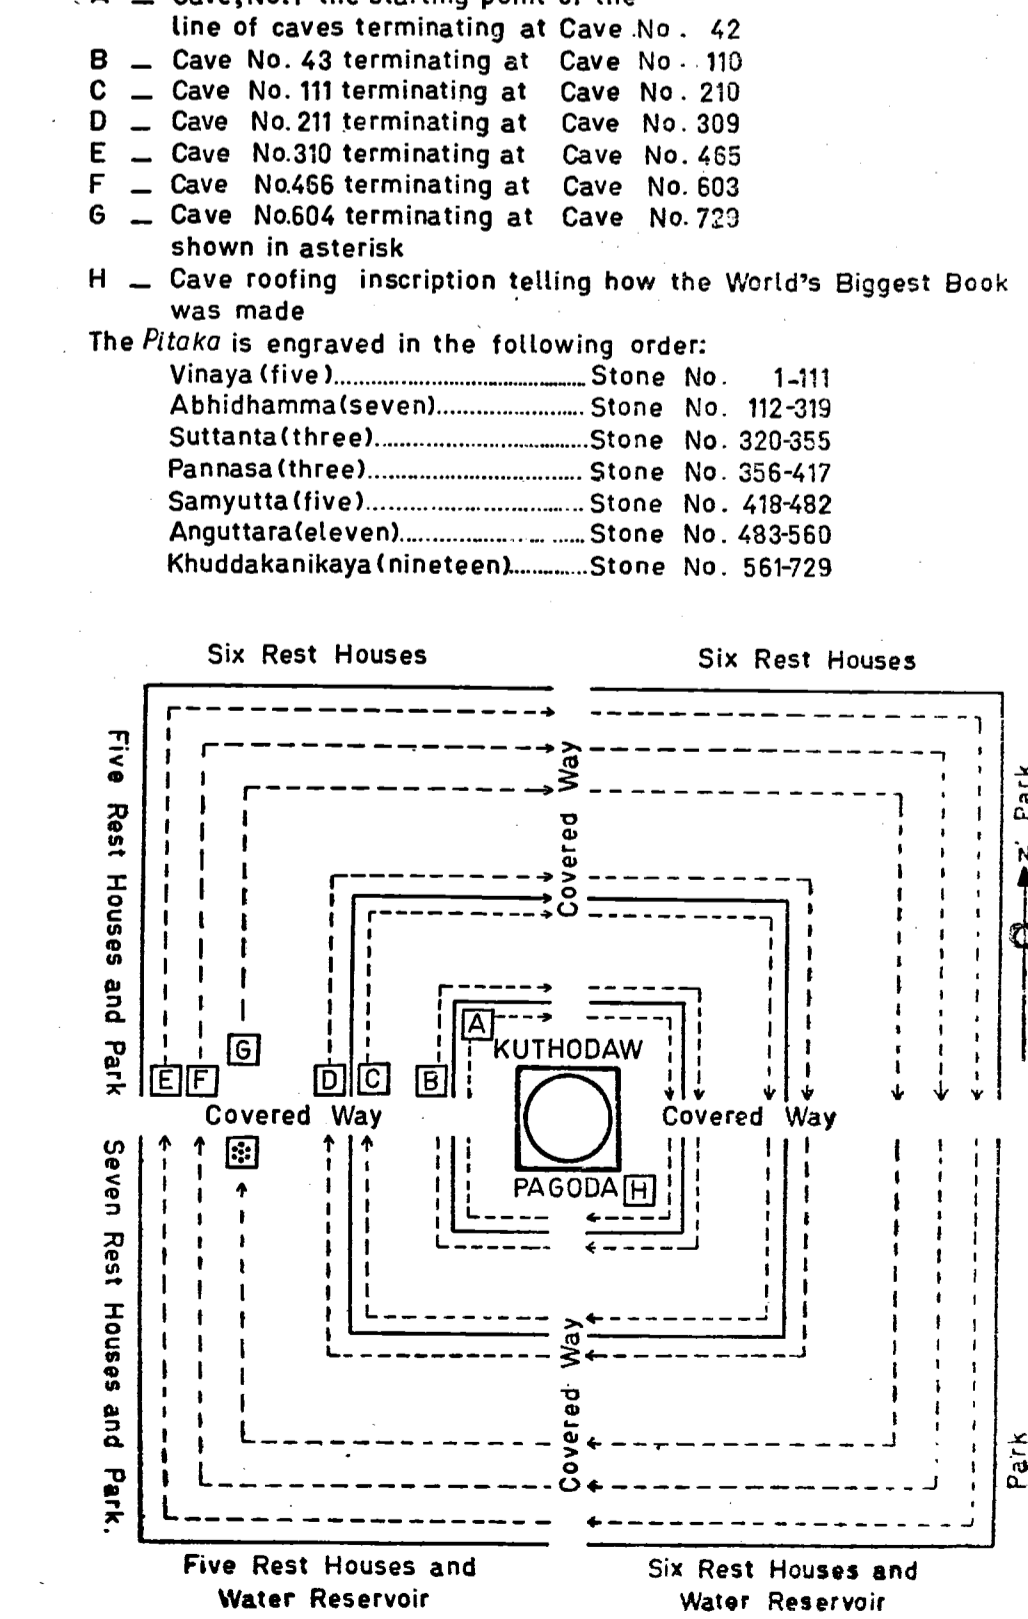 A – Cave, No.1 the starting point of the
line of caves terminating at Cave No. 42
B – Cave No. 43 terminating at Cave No. 110
C – Cave No. 111 terminating at Cave No. 210
D – Cave No. 211 terminating at Cave No. 309
E – Cave No.310 terminating at Cave No. 465
F – Cave No.466 terminating at Cave No. 603
G – Cave No.604 terminating at Cave No. 729
shown in asterisk
H – Cave roofing inscription telling how the World's Biggest Book
was made
The Pitaka is engraved in the following order:
Vinaya (five)........................................Stone No. 1-111
Abhidhamma(seven)........................Stone No. 112-319
Suttanta(three)..................................Stone No. 320-355
Pannasa(three)..................................Stone No. 356-417
Samyutta(five)...................................Stone No. 418-482
Anguttara(eleven).............................Stone No. 483-560
Khuddakanikaya(nineteen).............Stone No. 561-729
Six Rest Houses
Six Rest Houses
Five Rest Houses and Park
Covered Way
Park
N
A
KUTHODAW
G
E
F
D
C
B
Covered Way
Covered Way
PAGODA
H
Seven Rest Houses and Park.
Covered Way
Park
Five Rest Houses and
Water Reservoir
Six Rest Houses and
Water Reservoir